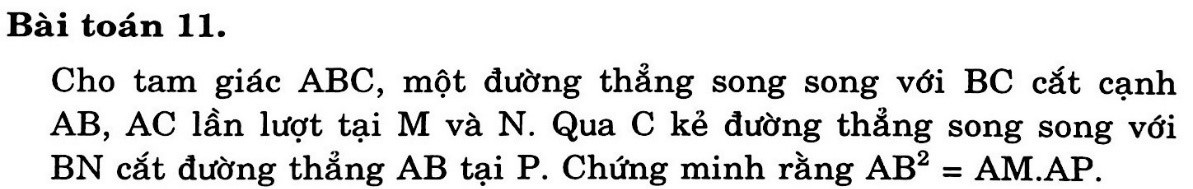 Bài toán 11.
Cho tam giác ABC, một đường thẳng song song với BC cắt cạnh
AB, AC lần lượt tại M và N. Qua C kẻ đường thẳng song song với
BN cắt đường thẳng AB tại P. Chứng minh rằng AB² = AM.AP.